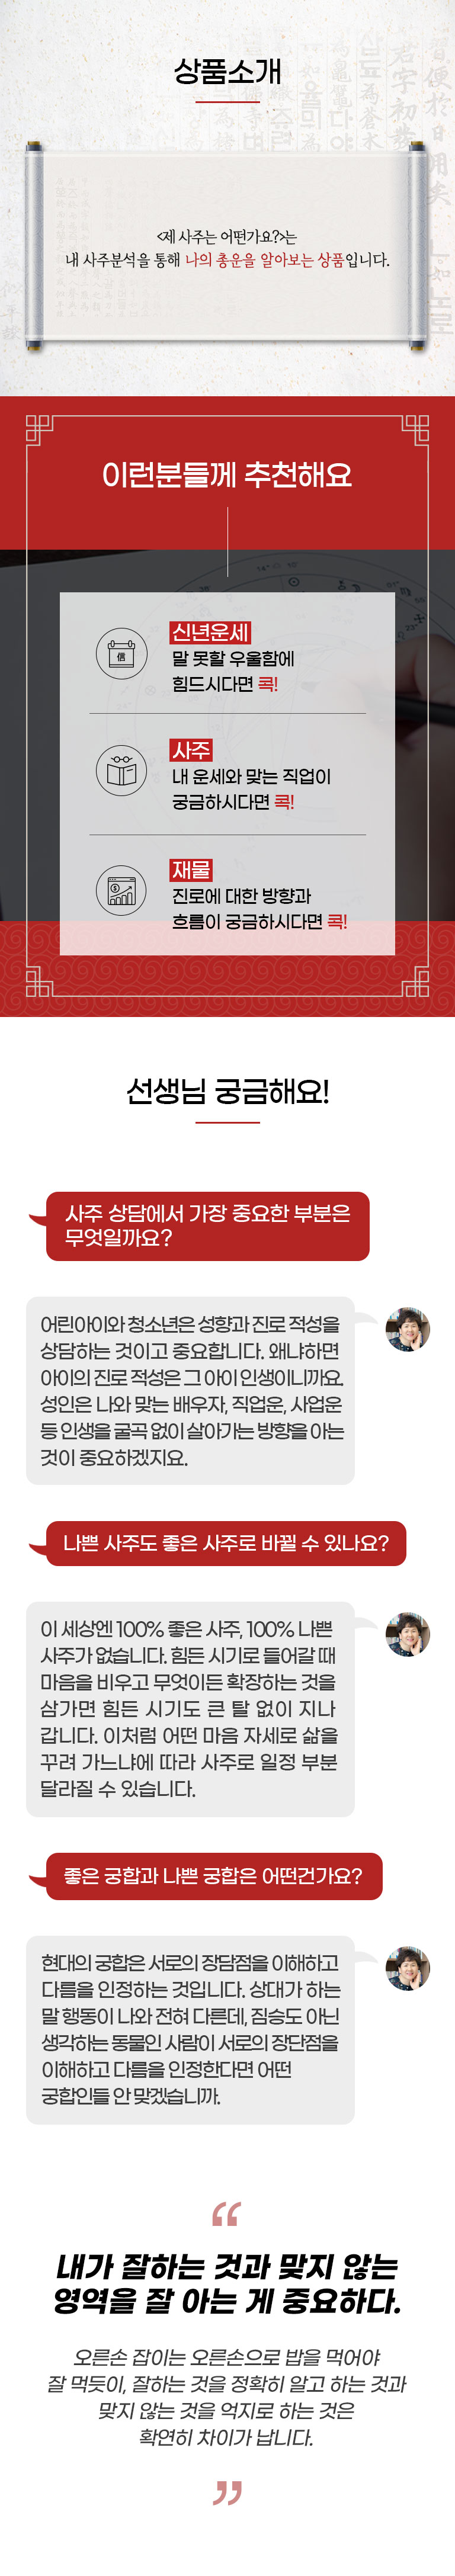 상품소개
<제 사주는 어떤가요?>는
내 사주분석을 통해 나의 총운을 알아보는 상품입니다.
이런분들께 추천해요
신년운세
말 못할 우울함에
힘드시다면 콕!
사주
내 운세와 맞는 직업이
궁금하시다면 콕!
재물
진로에 대한 방향과
흐름이 궁금하시다면 콕!
선생님 궁금해요!
사주 상담에서 가장 중요한 부분은
무엇일까요?
어린아이와 청소년은 성향과 진로 적성을
상담하는 것이고 중요합니다. 왜냐하면
아이의 진로 적성은 그 아이 인생이니까요.
성인은 나와 맞는 배우자, 직업운, 사업운
등 인생을 굴곡 없이 살아가는 방향을 아는
것이 중요하겠지요.
나쁜 사주도 좋은 사주로 바뀔 수 있나요?
이 세상엔 100% 좋은 사주, 100% 나쁜
사주가 없습니다. 힘든 시기로 들어갈 때
마음을 비우고 무엇이든 확장하는 것을
삼가면 힘든 시기도 큰 탈 없이 지나
갑니다. 이처럼 어떤 마음 자세로 삶을
꾸려 가느냐에 따라 사주로 일정 부분
달라질 수 있습니다.
좋은 궁합과 나쁜 궁합은 어떤건가요?
현대의 궁합은 서로의 장담점을 이해하고
다름을 인정하는 것입니다. 상대가 하는
말 행동이 나와 전혀 다른데, 짐승도 아닌
생각하는 동물인 사람이 서로의 장단점을
이해하고 다름을 인정한다면 어떤
궁합인들 안 맞겠습니까.
“
내가 잘하는 것과 맞지 않는
영역을 잘 아는 게 중요하다.
오른손 잡이는 오른손으로 밥을 먹어야
잘 먹듯이, 잘하는 것을 정확히 알고 하는 것과
맞지 않는 것을 억지로 하는 것은
확연히 차이가 납니다.
”